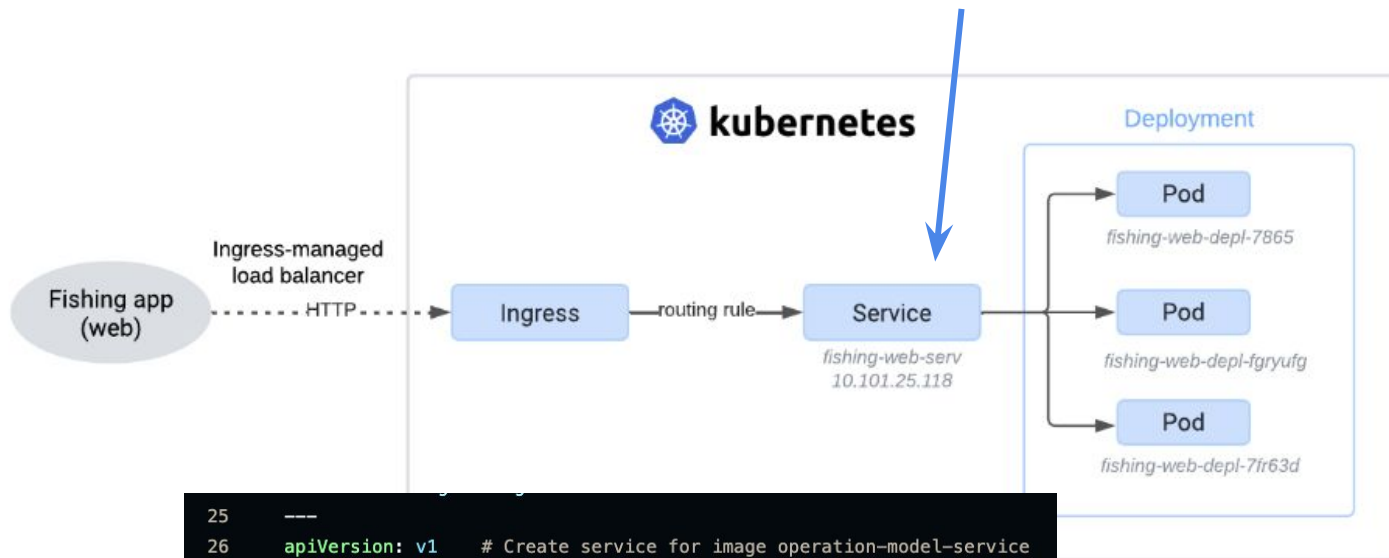 kubernetes
Deployment
Pod
fishing-web-depl-7865
Ingress-managed
load balancer
HTTP
Fishing app
(web)
Ingress
routing rule
Service
fishing-web-serv
10.101.25.118
Pod
fishing-web-depl-fgryufg
Pod
fishing-web-depl-7fr63d
25 ---
26 apiVersion: v1 # Create service for image operation-model-service